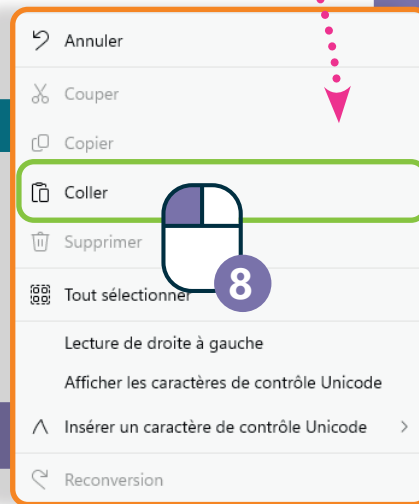 Annuler
Couper
Copier
Coller
Supprimer
8
Tout sélectionner
Lecture de droite à gauche
Afficher les caractères de contrôle Unicode
Insérer un caractère de contrôle Unicode
Reconversion